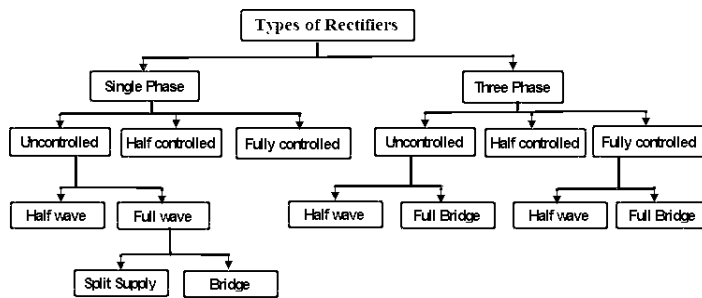 Types of Rectifiers
Single Phase
Three Phase
Uncontrolled
Half controlled
Fully controlled
Uncontrolled
Half controlled
Fully controlled
Half wave
Full wave
Half wave
Full Bridge
Half wave
Full Bridge
Split Supply
Bridge